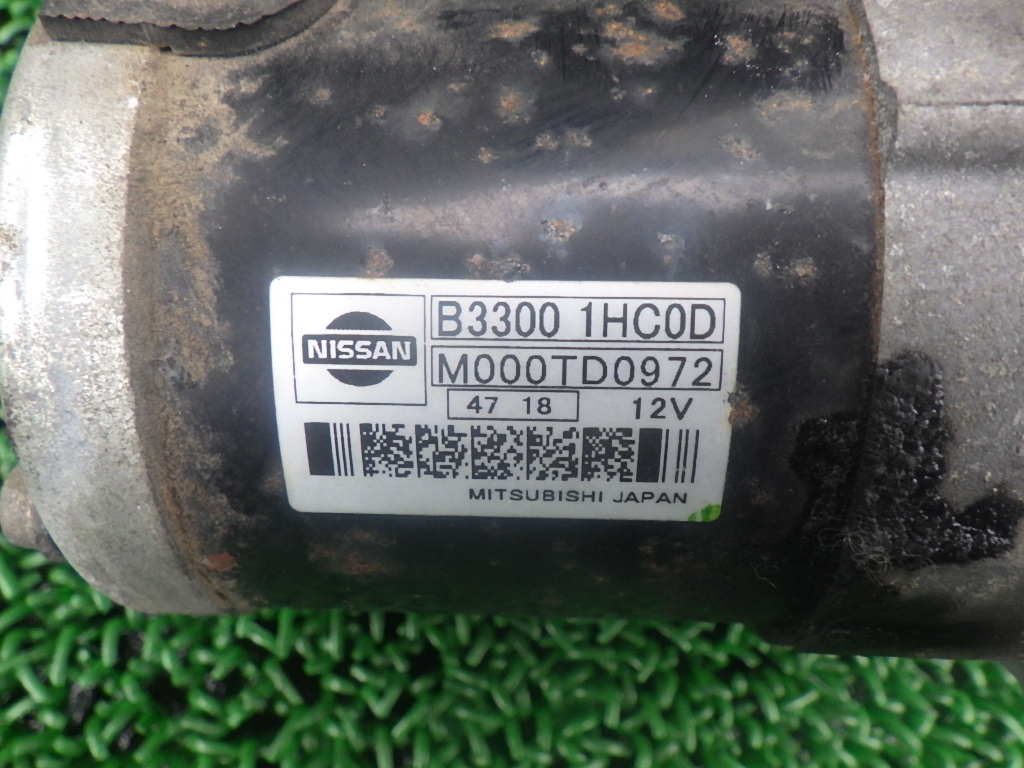 NISSAN
B3300 1HC0D
M000TD0972
47 18 12V
MITSUBISHI JAPAN